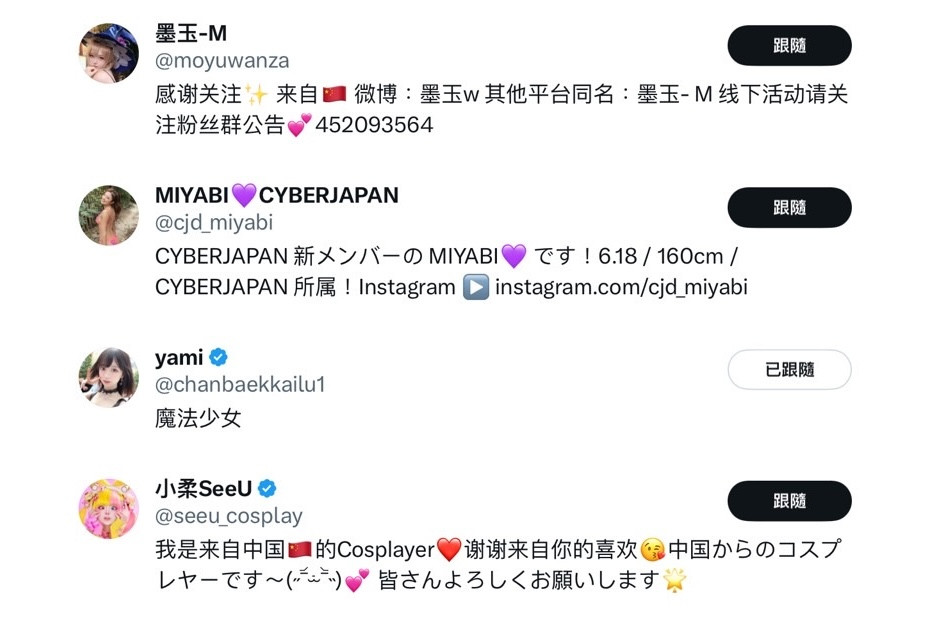 墨玉-M
跟隨
@moyuwanza
感谢关注✨ 来自🇨🇳 微博：墨玉w 其他平台同名：墨玉- M 线下活动请关
注粉丝群公告💕452093564
MIYABI💜CYBERJAPAN
跟隨
@cjd_miyabi
CYBERJAPAN 新メンバーの MIYABI💜 です！6.18 / 160cm /
CYBERJAPAN 所属！Instagram ▶️ instagram.com/cjd_miyabi
yami
已跟隨
@chanbaekkailu1
魔法少女
小柔SeeU
跟隨
@seeu_cosplay
我是来自中国🇨🇳的Cosplayer❤️谢谢来自你的喜欢😘中国からのコスプ
レヤーです〜(˶‾᷄ ⁻̫ ‾᷅˵)💕 皆さんよろしくお願いします🌟